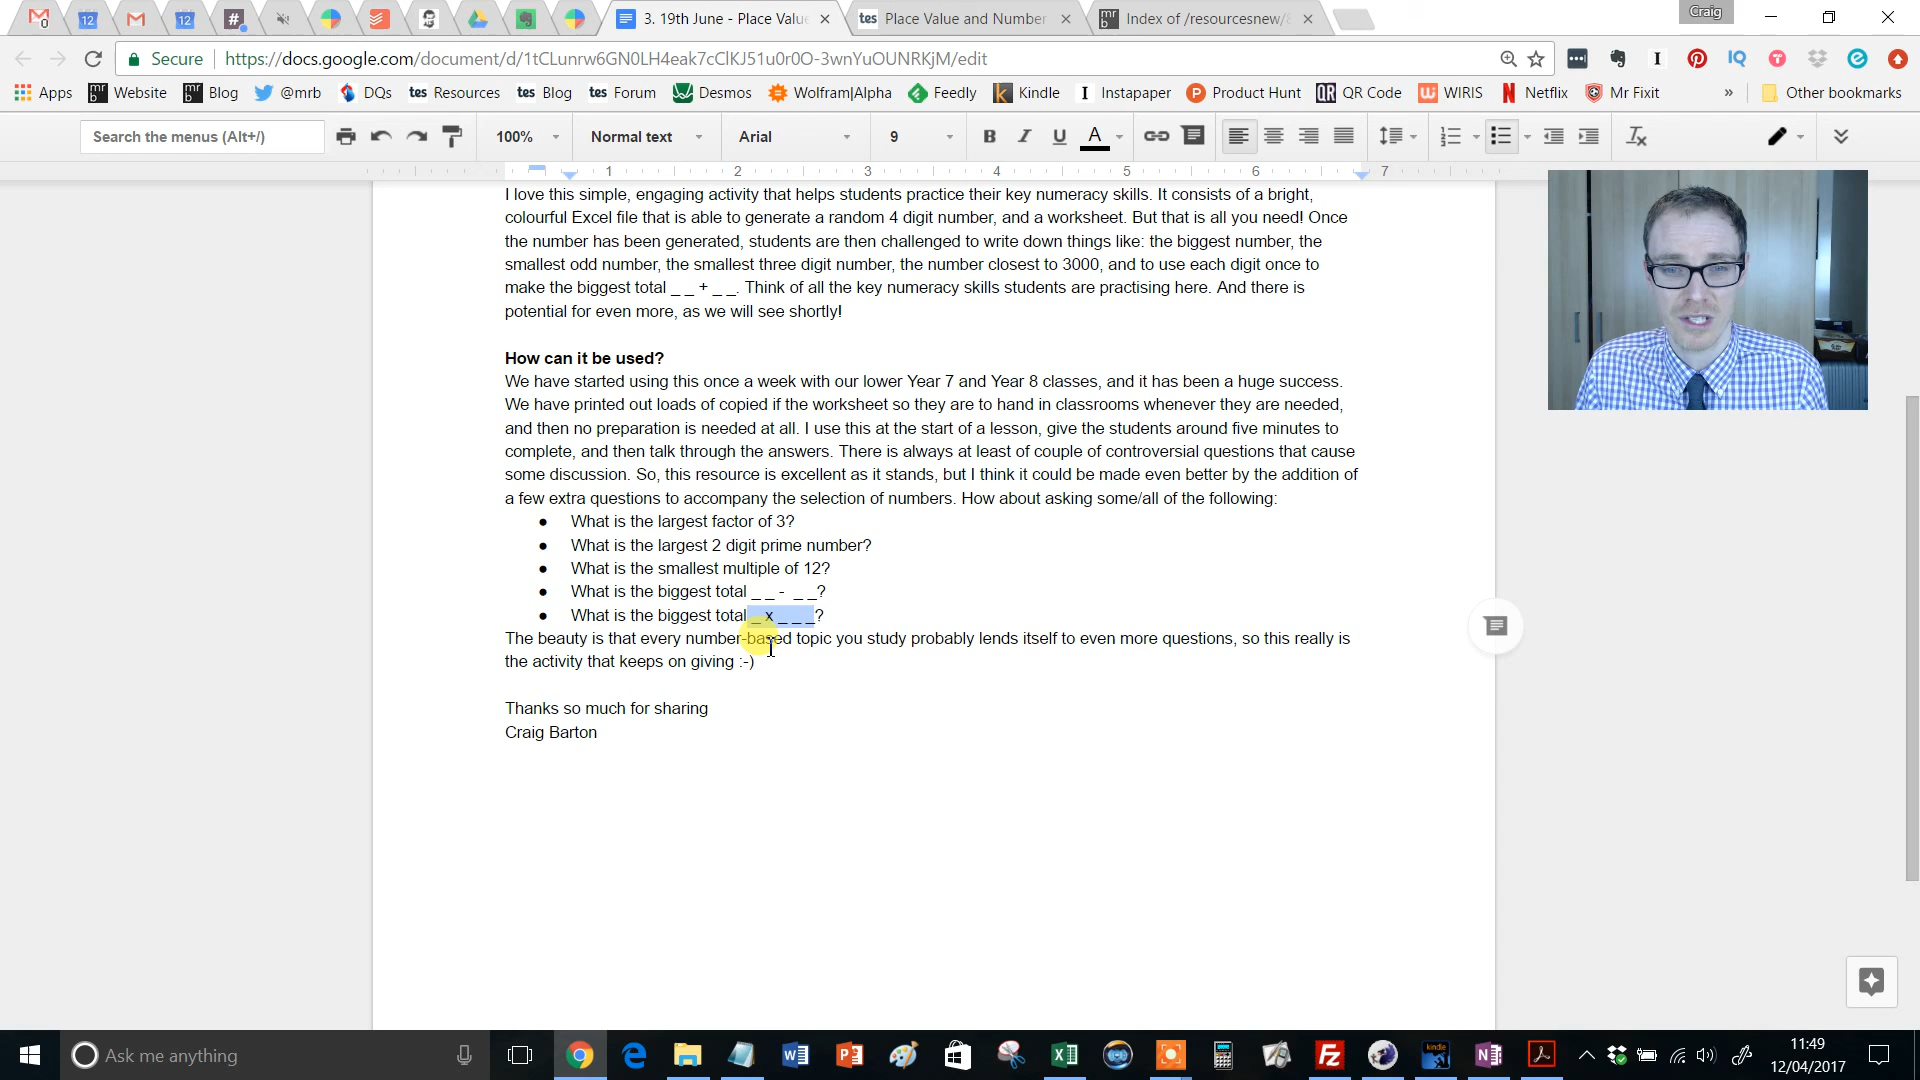 3. 19th June - Place Valu
tes Place Value and Number
Index of /resourcesnew/8
Craig
Secure https://docs.google.com/document/d/1tCLunrw6GN0LH4eak7cClKJ51u0r0O-3wnYuOUNRKjM/edit
Apps Website Blog @mrb DQs tes Resources tes Blog tes Forum Desmos Wolfram|Alpha Feedly Kindle Instapaper Product Hunt QR Code WIRIS Netflix Mr Fixit » Other bookmarks
Search the menus (Alt+/) 100% Normal text Arial 9 B I U A
1 2 3 4 5 6 7
I love this simple, engaging activity that helps students practice their key numeracy skills. It consists of a bright,
colourful Excel file that is able to generate a random 4 digit number, and a worksheet. But that is all you need! Once
the number has been generated, students are then challenged to write down things like: the biggest number, the
smallest odd number, the smallest three digit number, the number closest to 3000, and to use each digit once to
make the biggest total _ _ + _ _. Think of all the key numeracy skills students are practising here. And there is
potential for even more, as we will see shortly!
How can it be used?
We have started using this once a week with our lower Year 7 and Year 8 classes, and it has been a huge success.
We have printed out loads of copied if the worksheet so they are to hand in classrooms whenever they are needed,
and then no preparation is needed at all. I use this at the start of a lesson, give the students around five minutes to
complete, and then talk through the answers. There is always at least of couple of controversial questions that cause
some discussion. So, this resource is excellent as it stands, but I think it could be made even better by the addition of
a few extra questions to accompany the selection of numbers. How about asking some/all of the following:
● What is the largest factor of 3?
● What is the largest 2 digit prime number?
● What is the smallest multiple of 12?
● What is the biggest total _ _ - _ _?
● What is the biggest total _ x _ _ _?
The beauty is that every number-based topic you study probably lends itself to even more questions, so this really is
the activity that keeps on giving :-)
Thanks so much for sharing
Craig Barton
Ask me anything
11:49
12/04/2017